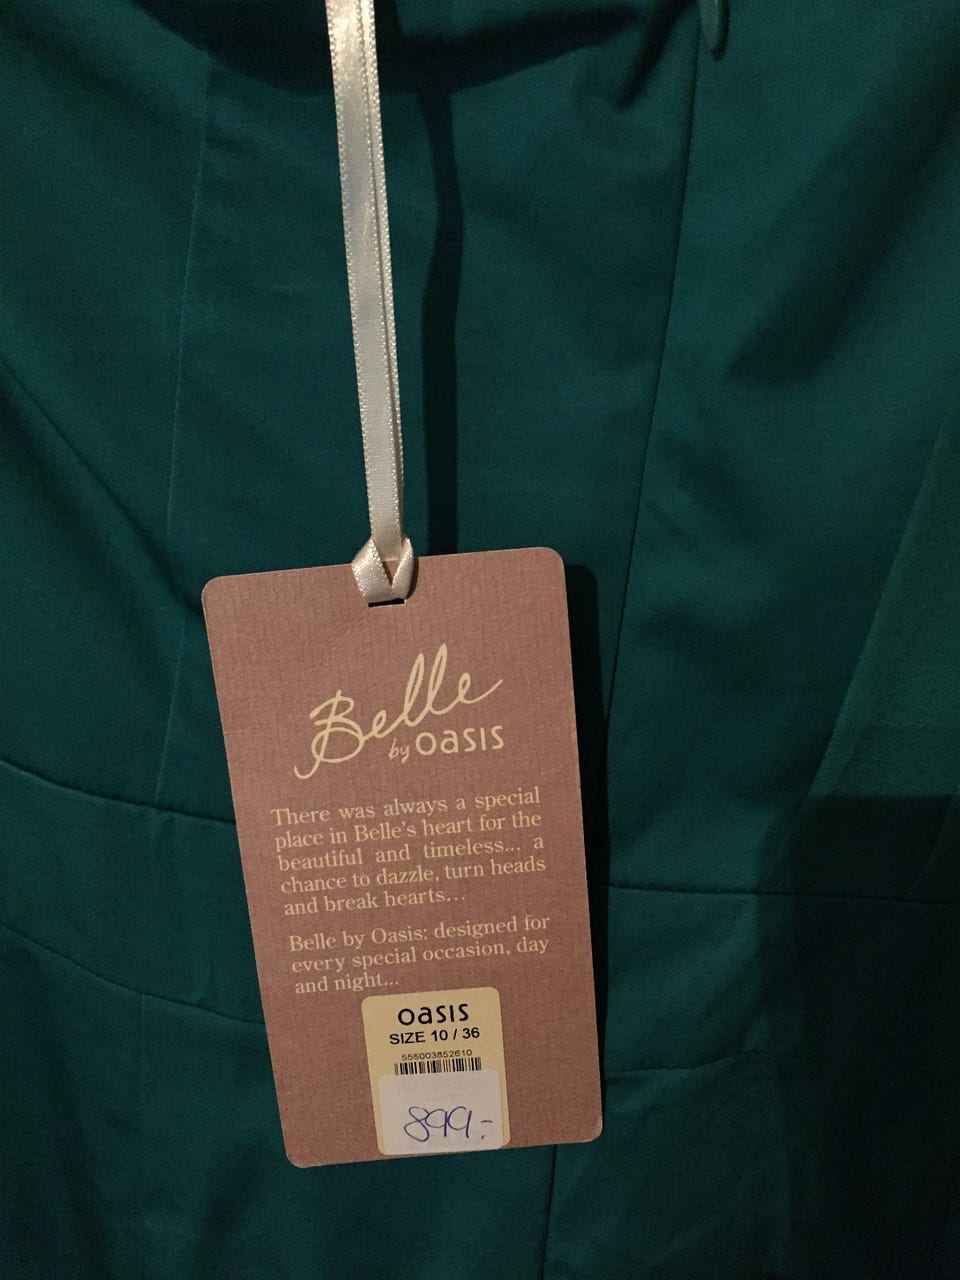 Belle
by oasis
There was always a special
place in Belle's heart for the
beautiful and timeless... a
chance to dazzle, turn heads
and break hearts...
Belle by Oasis: designed for
every special occasion, day
and night...
oasis
SIZE 10 / 36
555003852610
899,-